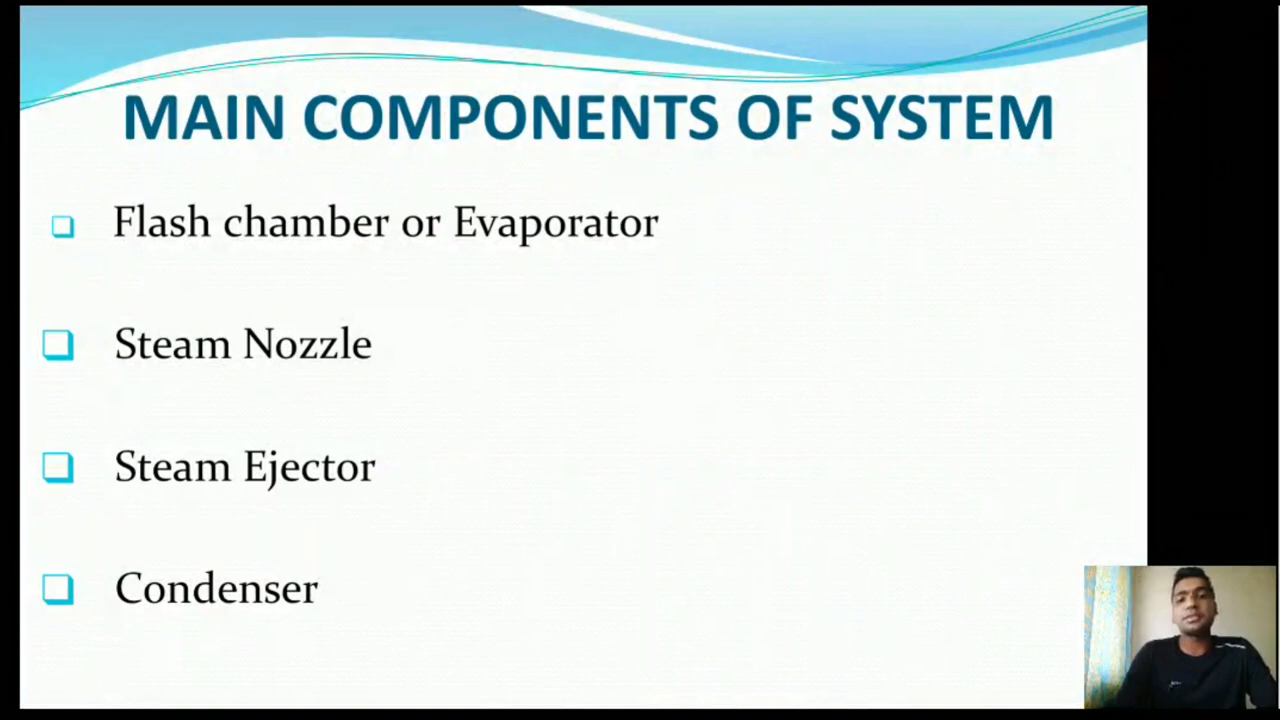 MAIN COMPONENTS OF SYSTEM
Flash chamber or Evaporator
Steam Nozzle
Steam Ejector
Condenser